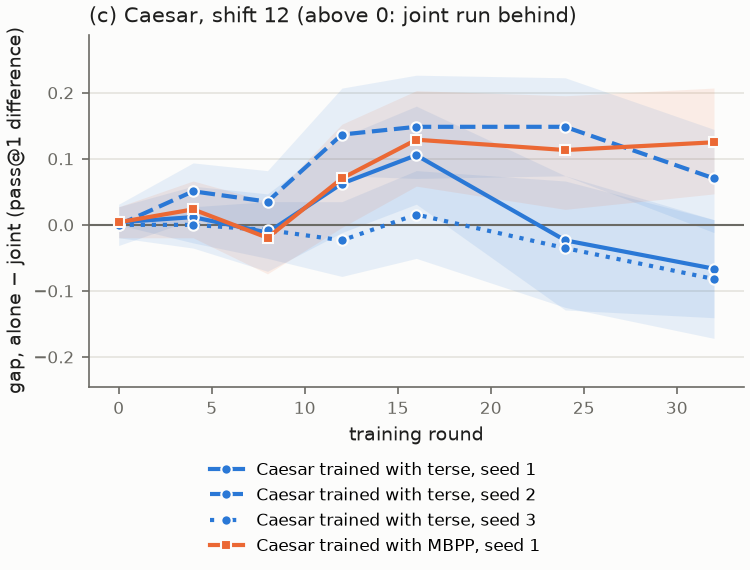 (c) Caesar, shift 12 (above 0: joint run behind)
gap, alone − joint (pass@1 difference)
0.2
0.1
0.0
−0.1
−0.2
0 5 10 15 20 25 30
training round
Caesar trained with terse, seed 1
Caesar trained with terse, seed 2
Caesar trained with terse, seed 3
Caesar trained with MBPP, seed 1